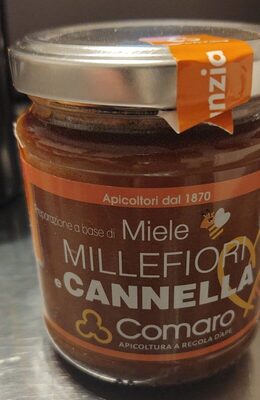 nzia
Apicoltori dal 1870
Preparazione a base di Miele
MILLEFIORI
e CANNELLA
Comaro
APICOLTURA A REGOLA D'APE